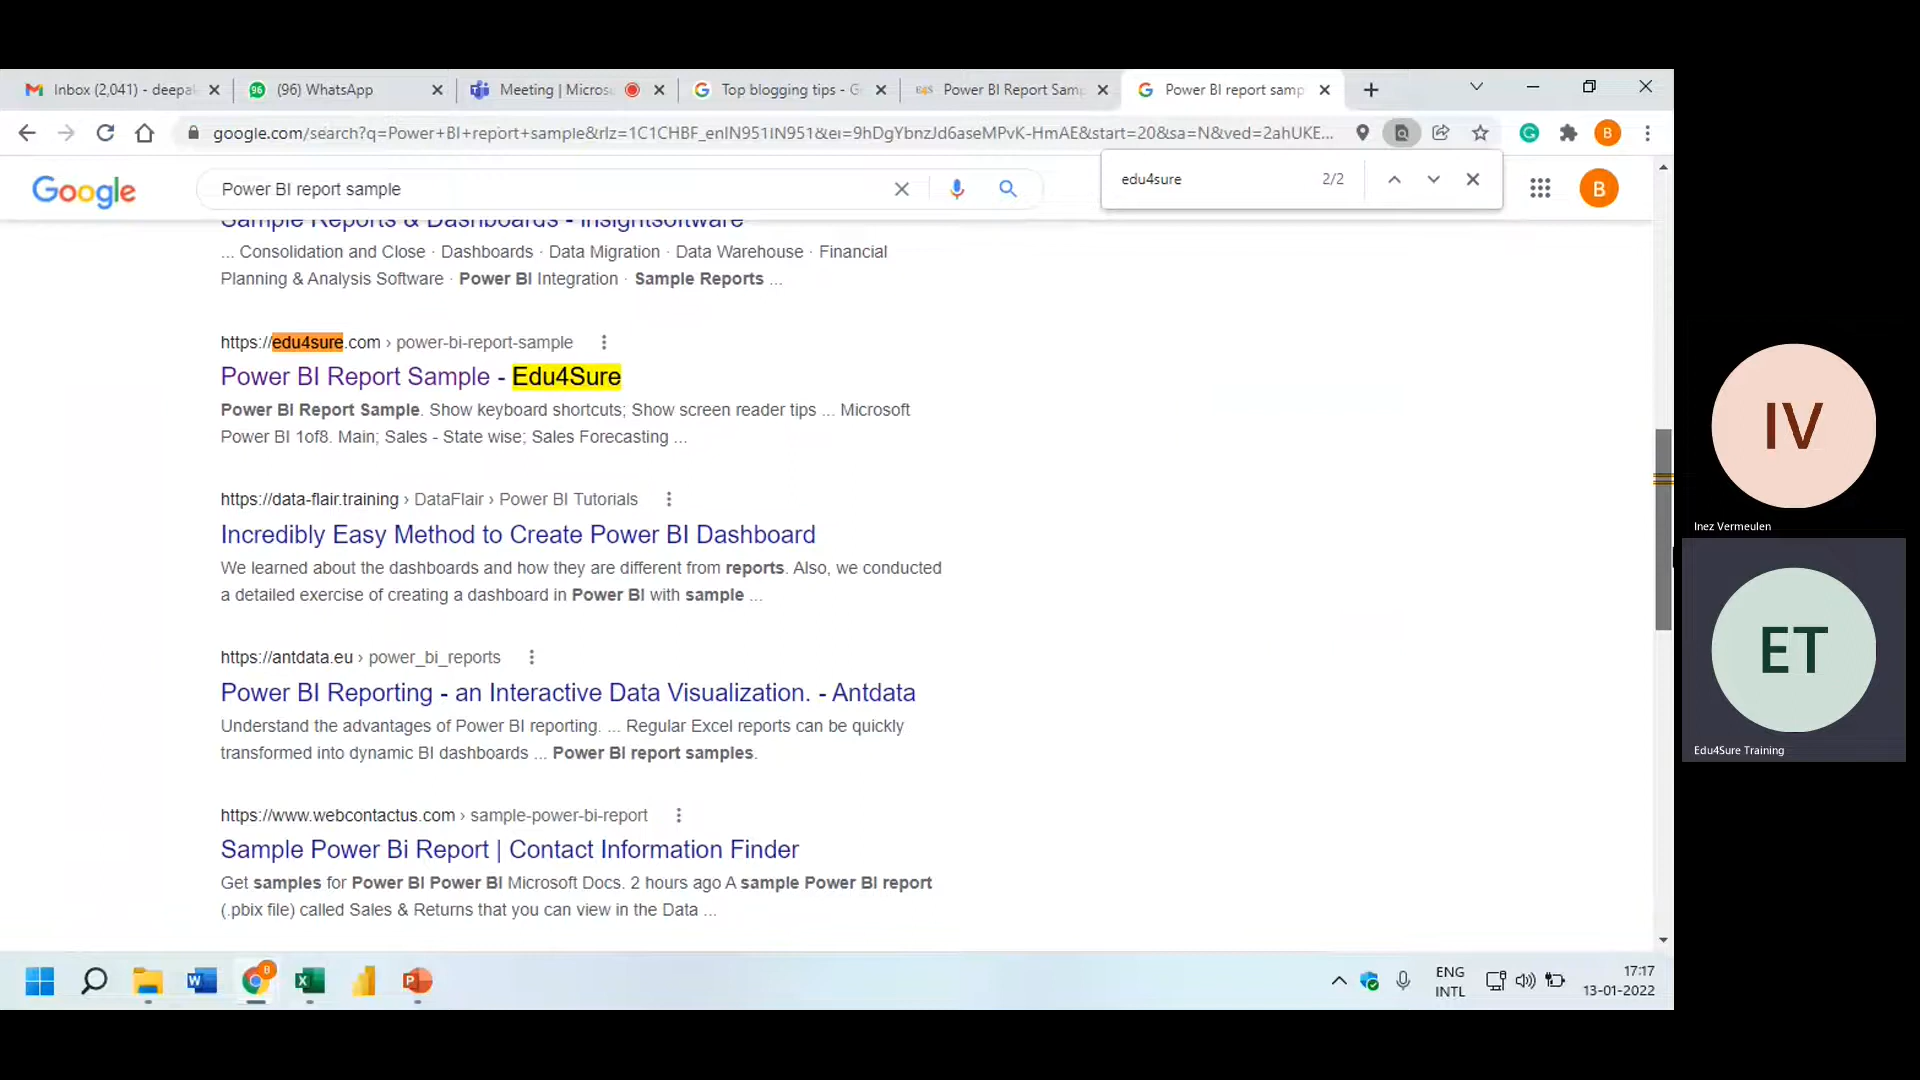 Inbox (2,041) - deepa
(96) WhatsApp
Meeting | Micros
Top blogging tips - G
Power BI Report Sam
Power BI report samp
google.com/search?q=Power+BI+report+sample&rlz=1C1CHBF_enIN951IN951&ei=9hDgYbnzJd6aseMPvK-HmAE&start=20&sa=N&ved=2ahUKE...
B
Google
Power BI report sample
edu4sure
2/2
B
Sample Reports & Dashboards - Insightsoftware
... Consolidation and Close · Dashboards · Data Migration · Data Warehouse · Financial
Planning & Analysis Software · Power BI Integration · Sample Reports ...
https://edu4sure.com › power-bi-report-sample
Power BI Report Sample - Edu4Sure
Power BI Report Sample. Show keyboard shortcuts; Show screen reader tips ... Microsoft
Power BI 1of8. Main; Sales - State wise; Sales Forecasting ...
https://data-flair.training › DataFlair › Power BI Tutorials
Incredibly Easy Method to Create Power BI Dashboard
We learned about the dashboards and how they are different from reports. Also, we conducted
a detailed exercise of creating a dashboard in Power BI with sample ...
https://antdata.eu › power_bi_reports
Power BI Reporting - an Interactive Data Visualization. - Antdata
Understand the advantages of Power BI reporting. ... Regular Excel reports can be quickly
transformed into dynamic BI dashboards ... Power BI report samples.
https://www.webcontactus.com › sample-power-bi-report
Sample Power Bi Report | Contact Information Finder
Get samples for Power BI Power BI Microsoft Docs. 2 hours ago A sample Power BI report
(.pbix file) called Sales & Returns that you can view in the Data ...
IV
Inez Vermeulen
ET
Edu4Sure Training
ENG
INTL
17:17
13-01-2022